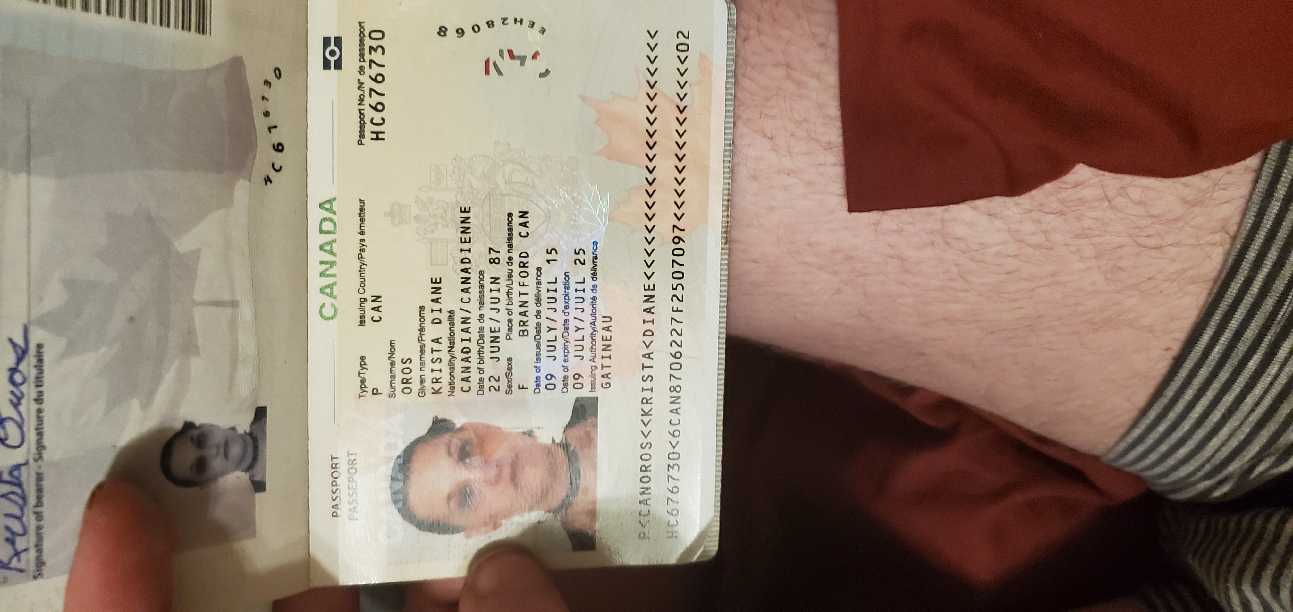 Krista Oros
Signature of bearer - Signature du titulaire
HC676730
CANADA
PASSPORT
PASSEPORT
Type/Type Issuing Country/Pays émetteur Passport No./N° de passeport
P CAN HC676730
Surname/Nom
OROS
Given names/Prénoms
KRISTA DIANE
Nationality/Nationalité
CANADIAN/CANADIENNE
Date of birth/Date de naissance
22 JUNE/JUIN 87
Sex/Sexe Place of birth/Lieu de naissance
F BRANTFORD CAN
Date of issue/Date de délivrance
09 JULY/JUIL 15
Date of expiry/Date d'expiration
09 JULY/JUIL 25
Issuing Authority/Autorité de délivrance
GATINEAU
CANADA
EEH28068
P<CANOROS<<KRISTA<DIANE<<<<<<<<<<<<<<<<<<<<<
HC676730<6CAN8706227F2507097<<<<<<<<<<<<<<02